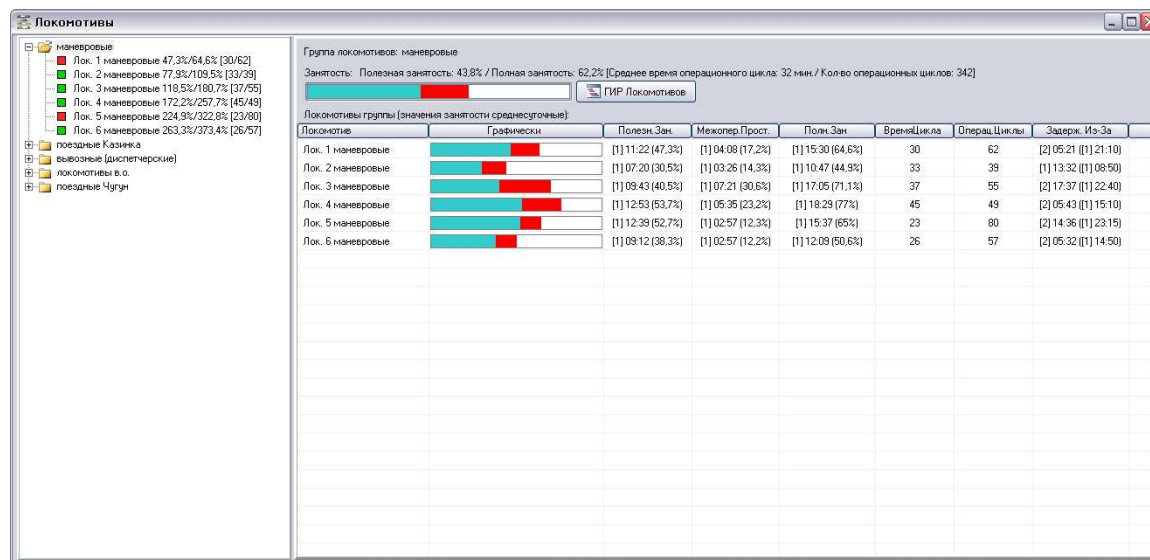 Локомотивы
маневровые
Лок. 1 маневровые 47,3%/64,6% [30/62]
Лок. 2 маневровые 77,9%/109,5% [33/39]
Лок. 3 маневровые 118,5%/180,7% [37/55]
Лок. 4 маневровые 172,2%/257,7% [45/49]
Лок. 5 маневровые 224,9%/322,8% [23/80]
Лок. 6 маневровые 263,3%/373,4% [26/57]
поездные Казинка
вывозные (диспетчерские)
локомотивы в.о.
поездные Чугун
Группа локомотивов: маневровые
Занятость: Полезная занятость: 43,8% / Полная занятость: 62,2% [Среднее время операционного цикла: 32 мин./ Кол-во операционных циклов: 342]
ГИР Локомотивов
Локомотивы группы (значения занятости среднесуточные):
Локомотив Графически Полезн.Зан. Межопер.Прост. Полн.Зан ВремяЦикла Операц.Циклы Задерж. Из-За
Лок. 1 маневровые [1] 11:22 (47,3%) [1] 04:08 (17,2%) [1] 15:30 (64,6%) 30 62 [2] 05:21 ([1] 21:10)
Лок. 2 маневровые [1] 07:20 (30,5%) [1] 03:26 (14,3%) [1] 10:47 (44,9%) 33 39 [1] 13:32 ([1] 08:50)
Лок. 3 маневровые [1] 09:43 (40,5%) [1] 07:21 (30,6%) [1] 17:05 (71,1%) 37 55 [2] 17:37 ([1] 22:40)
Лок. 4 маневровые [1] 12:53 (53,7%) [1] 05:35 (23,2%) [1] 18:29 (77%) 45 49 [2] 05:43 ([1] 15:10)
Лок. 5 маневровые [1] 12:39 (52,7%) [1] 02:57 (12,3%) [1] 15:37 (65%) 23 80 [2] 14:36 ([1] 23:15)
Лок. 6 маневровые [1] 09:12 (38,3%) [1] 02:57 (12,2%) [1] 12:09 (50,6%) 26 57 [2] 05:32 ([1] 14:50)